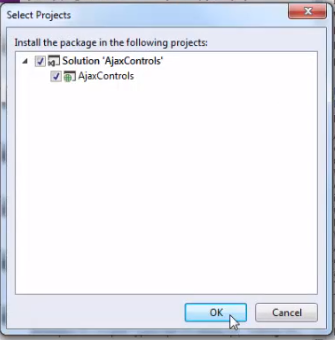 Select Projects
Install the package in the following projects:
Solution 'AjaxControls'
AjaxControls
OK
Cancel